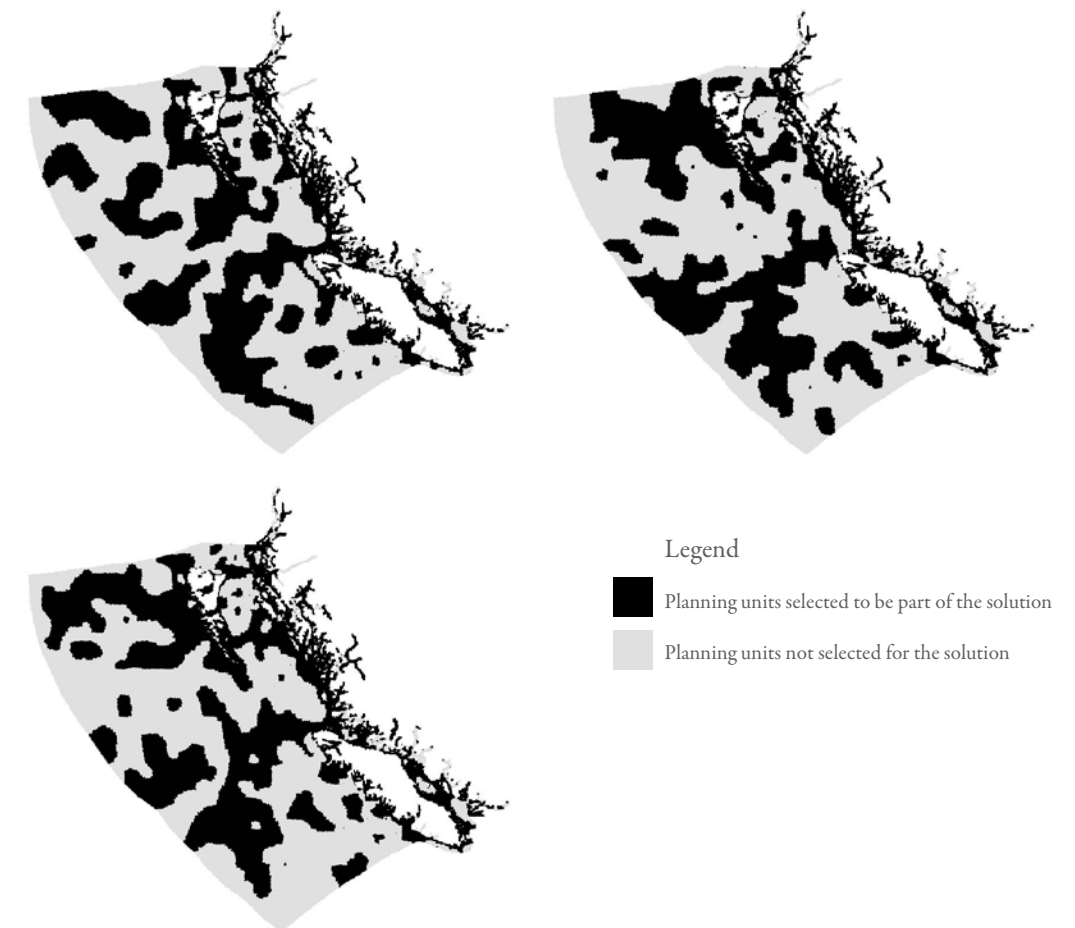 Legend
Planning units selected to be part of the solution
Planning units not selected for the solution